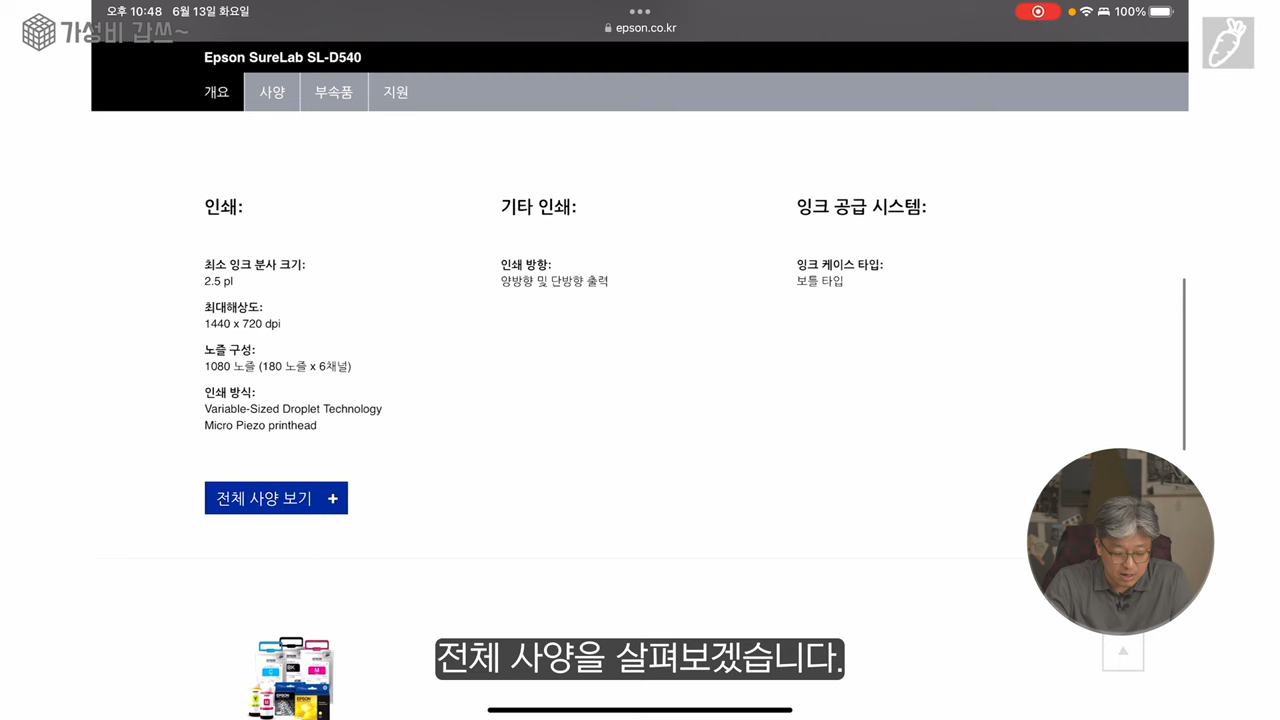 오후 10:48 6월 13일 화요일
100%
가성비 갑쓰~
epson.co.kr
Epson SureLab SL-D540
개요 사양 부속품 지원
인쇄:
최소 잉크 분사 크기:
2.5 pl
최대해상도:
1440 x 720 dpi
노즐 구성:
1080 노즐 (180 노즐 x 6채널)
인쇄 방식:
Variable-Sized Droplet Technology
Micro Piezo printhead
기타 인쇄:
인쇄 방향:
양방향 및 단방향 출력
잉크 공급 시스템:
잉크 케이스 타입:
보틀 타입
전체 사양 보기 +
C BK M
Y M
EPSON EPSON
전체 사양을 살펴보겠습니다.